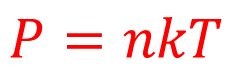 P = nkT